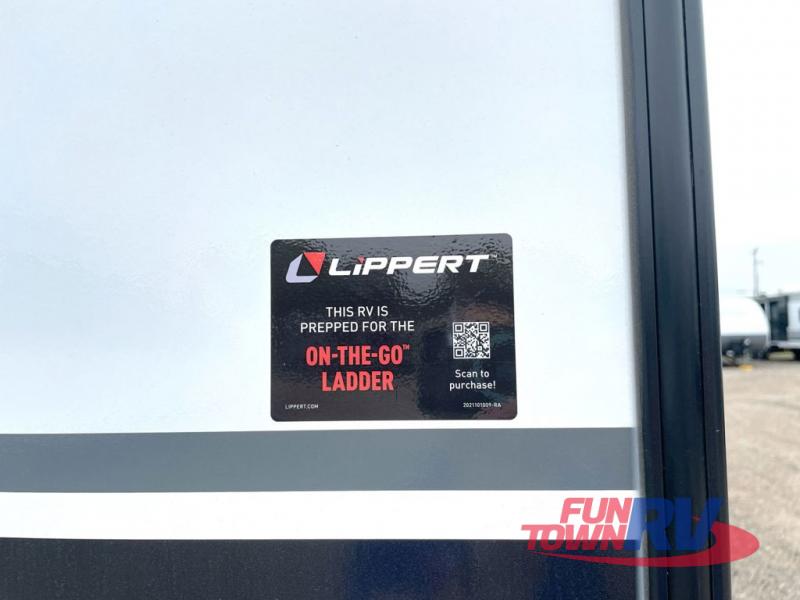 LIPPERT™
THIS RV IS
PREPPED FOR THE
ON-THE-GO™
LADDER
Scan to
purchase!
LIPPERT.COM
2021101009-RA
FUN
TOWN RV